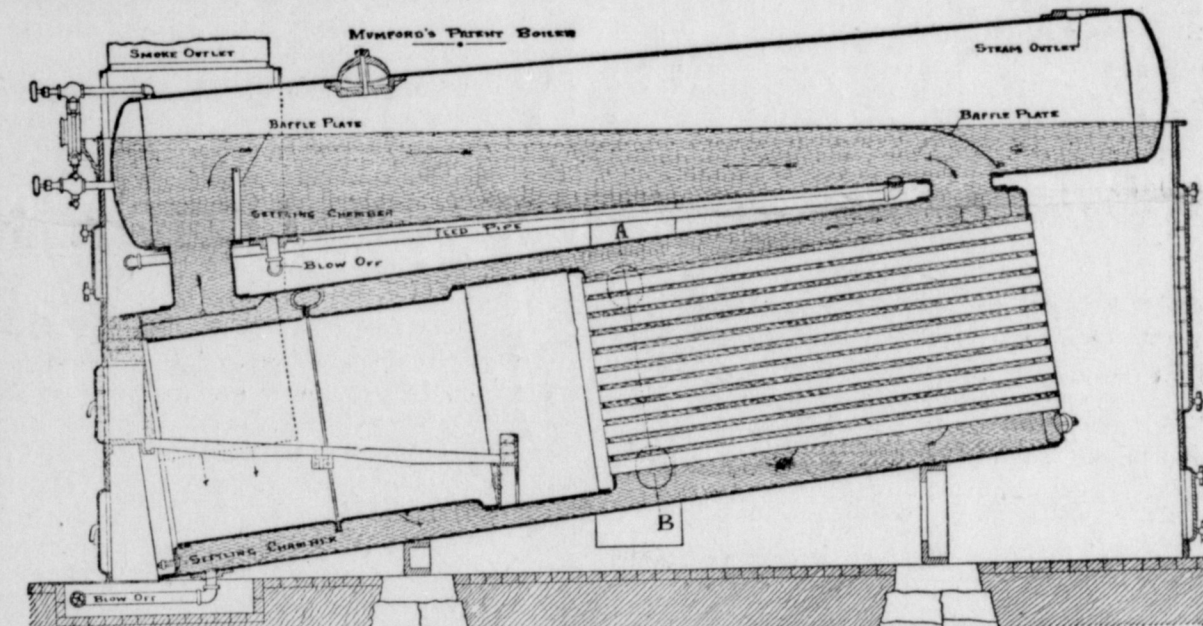 MUMFORD'S PATENT BOILER
SMOKE OUTLET
STEAM OUTLET
BAFFLE PLATE
BAFFLE PLATE
SETTLING CHAMBER
FEED PIPE
A
BLOW OFF
B
SETTLING CHAMBER
BLOW OFF